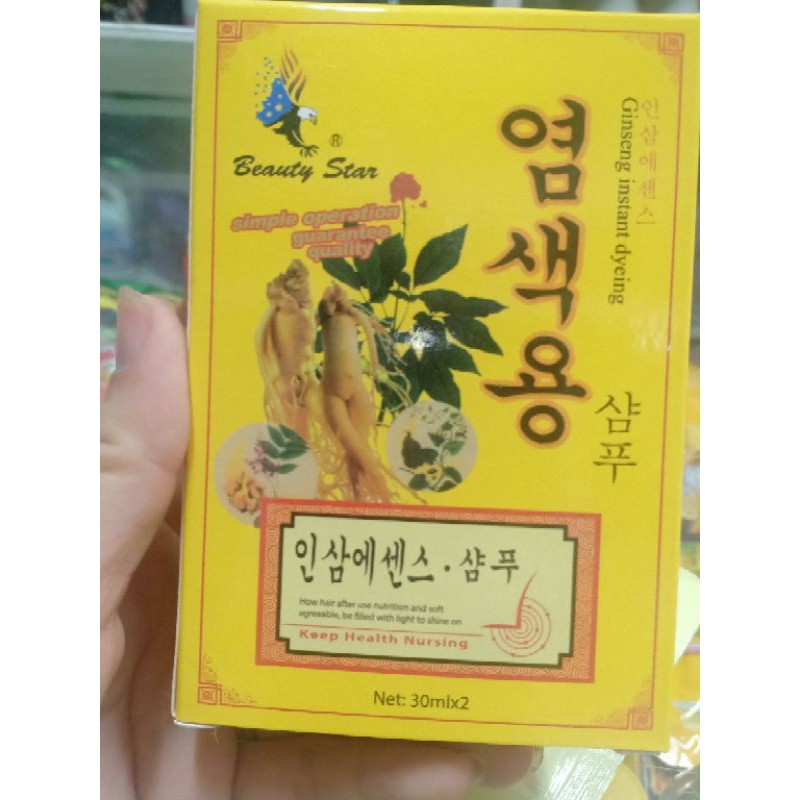 Beauty Star
®
simple operation
guarantee
quality
염색용
샴푸
인삼에센스
Ginseng instant dyeing
인삼에센스·샴푸
How hair after use nutrition and soft
agreeable, be filled with light to shine on
Keep Health Nursing
Net: 30mlx2